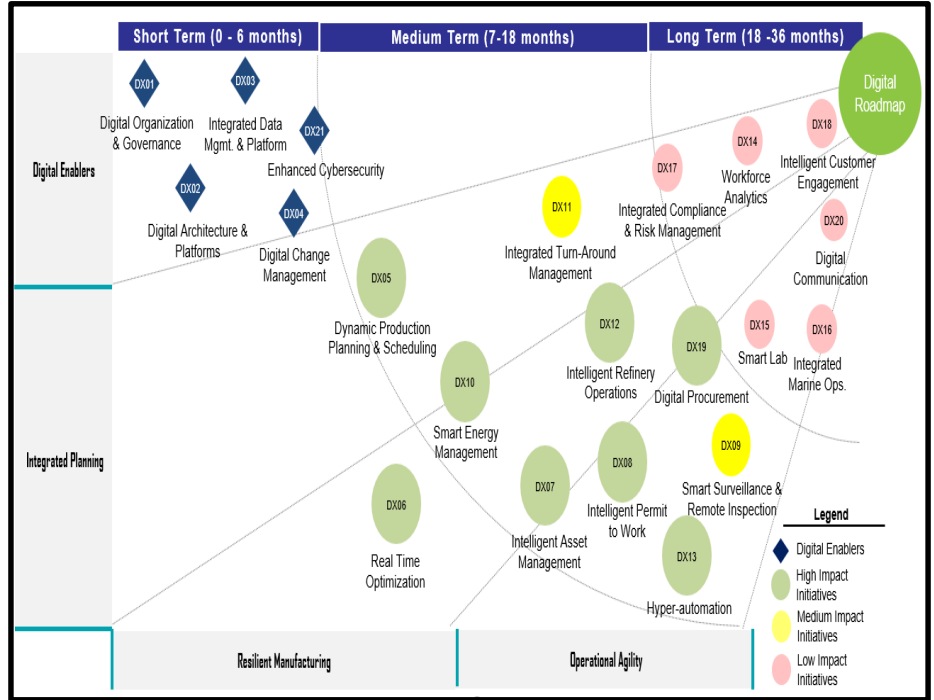 Short Term (0 - 6 months)
Medium Term (7-18 months)
Long Term (18 -36 months)
Digital
Roadmap
Digital Enablers
DX01
Digital Organization
& Governance
DX03
Integrated Data
Mgmt. & Platform
DX21
Enhanced Cybersecurity
DX02
Digital Architecture &
Platforms
DX04
Digital Change
Management
DX11
Integrated Turn-Around
Management
DX17
Integrated Compliance
& Risk Management
DX14
Workforce
Analytics
DX18
Intelligent Customer
Engagement
DX20
Digital
Communication
DX05
Dynamic Production
Planning & Scheduling
DX12
Intelligent Refinery
Operations
DX19
Digital Procurement
DX15
Smart Lab
DX16
Integrated
Marine Ops.
DX10
Smart Energy
Management
Integrated Planning
DX06
Real Time
Optimization
DX07
Intelligent Asset
Management
DX08
Intelligent Permit
to Work
DX09
Smart Surveillance &
Remote Inspection
DX13
Hyper-automation
Legend
Digital Enablers
High Impact
Initiatives
Medium Impact
Initiatives
Low Impact
Initiatives
Resilient Manufacturing
Operational Agility